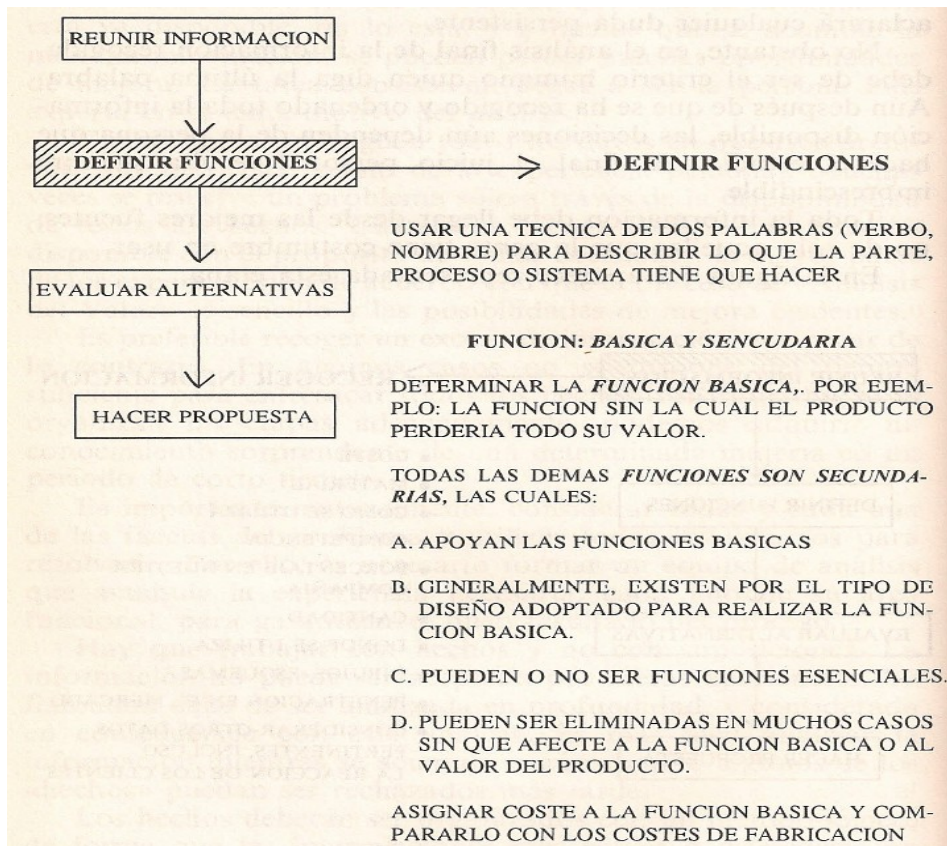 REUNIR INFORMACION
DEFINIR FUNCIONES
EVALUAR ALTERNATIVAS
HACER PROPUESTA
DEFINIR FUNCIONES
USAR UNA TECNICA DE DOS PALABRAS (VERBO,
NOMBRE) PARA DESCRIBIR LO QUE LA PARTE,
PROCESO O SISTEMA TIENE QUE HACER
FUNCION: BASICA Y SENCUDARIA
DETERMINAR LA FUNCION BASICA,, POR EJEM-
PLO: LA FUNCION SIN LA CUAL EL PRODUCTO
PERDERIA TODO SU VALOR.
TODAS LAS DEMAS FUNCIONES SON SECUNDA-
RIAS, LAS CUALES:
A. APOYAN LAS FUNCIONES BASICAS
B. GENERALMENTE, EXISTEN POR EL TIPO DE
DISEÑO ADOPTADO PARA REALIZAR LA FUN-
CION BASICA.
C. PUEDEN O NO SER FUNCIONES ESENCIALES.
D. PUEDEN SER ELIMINADAS EN MUCHOS CASOS
SIN QUE AFECTE A LA FUNCION BASICA O AL
VALOR DEL PRODUCTO.
ASIGNAR COSTE A LA FUNCION BASICA Y COM-
PARARLO CON LOS COSTES DE FABRICACION